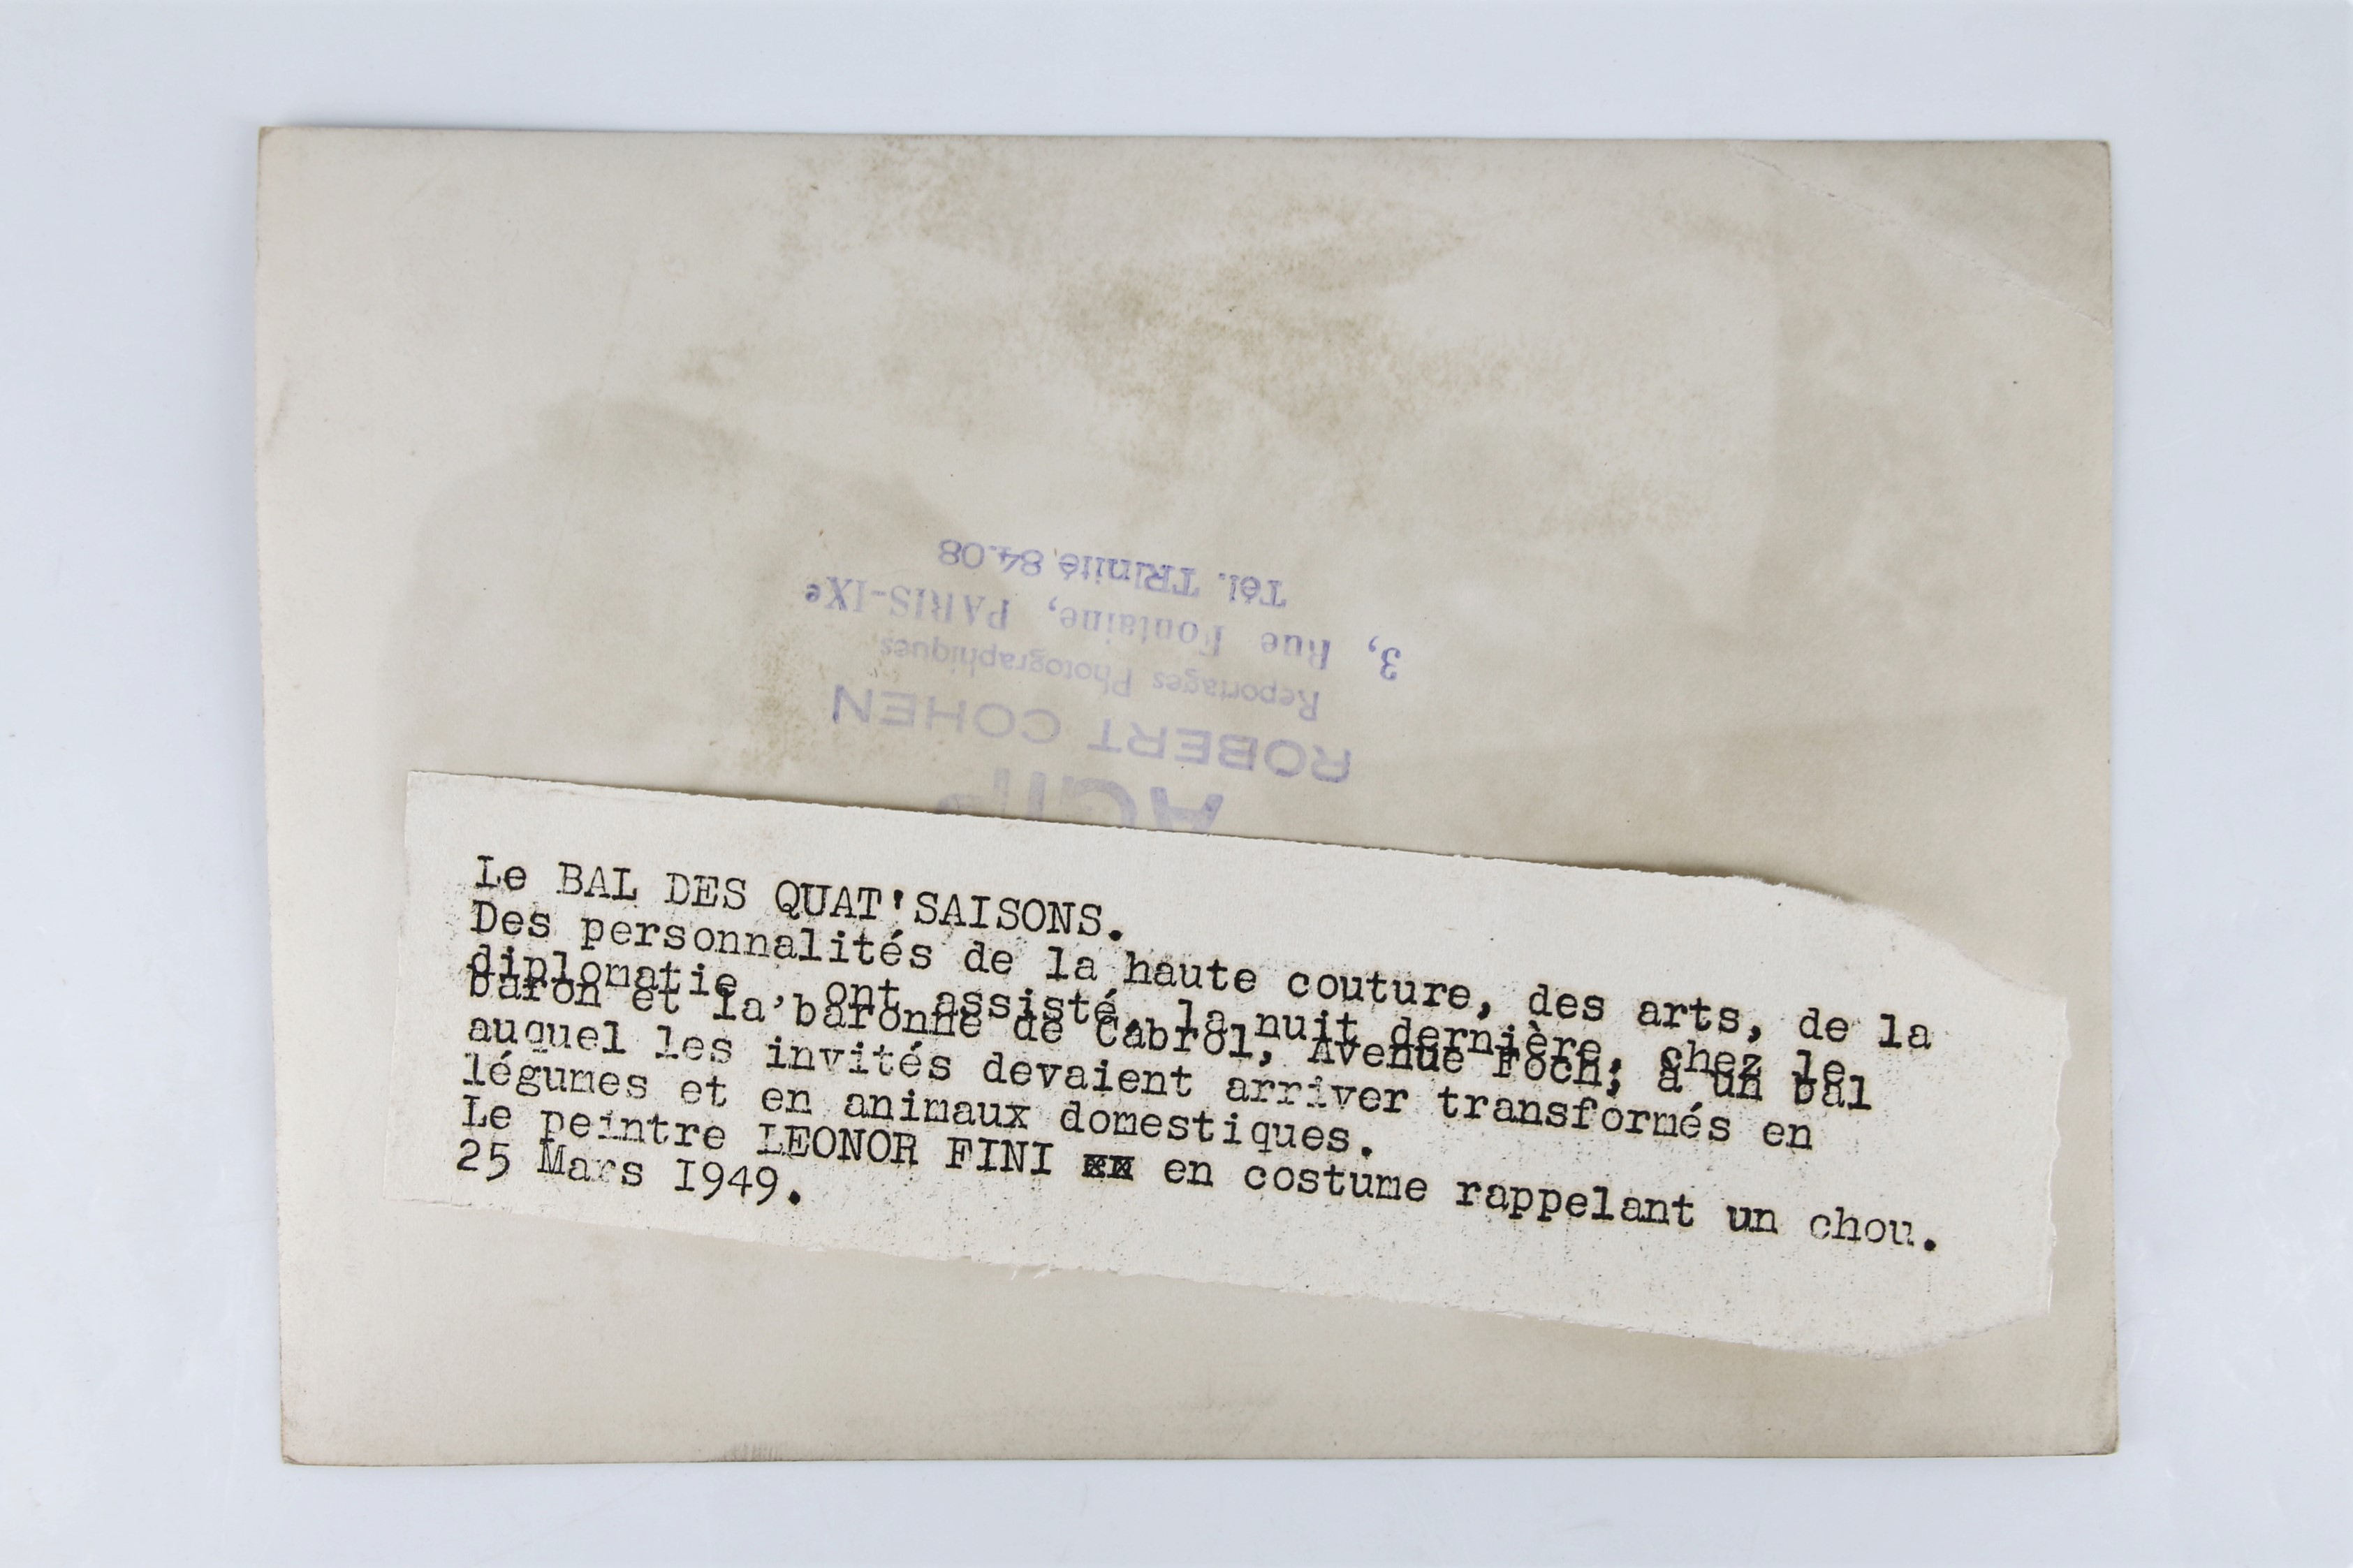 Tél. TRInité 84.08
3, Rue Fontaine, PARIS-IXe
Reportages Photographiques
ROBERT COHEN
AGIP
Le BAL DES QUAT'SAISONS.
Des personnalités de la haute couture, des arts, de la
diplomatie, ont assisté, la nuit dernière, chez le
baron et la baronne de Cabrol, Avenue Foch, à un bal
auquel les invités devaient arriver transformés en
légumes et en animaux domestiques.
Le peintre LEONOR FINI xx en costume rappelant un chou.
25 Mars I949.